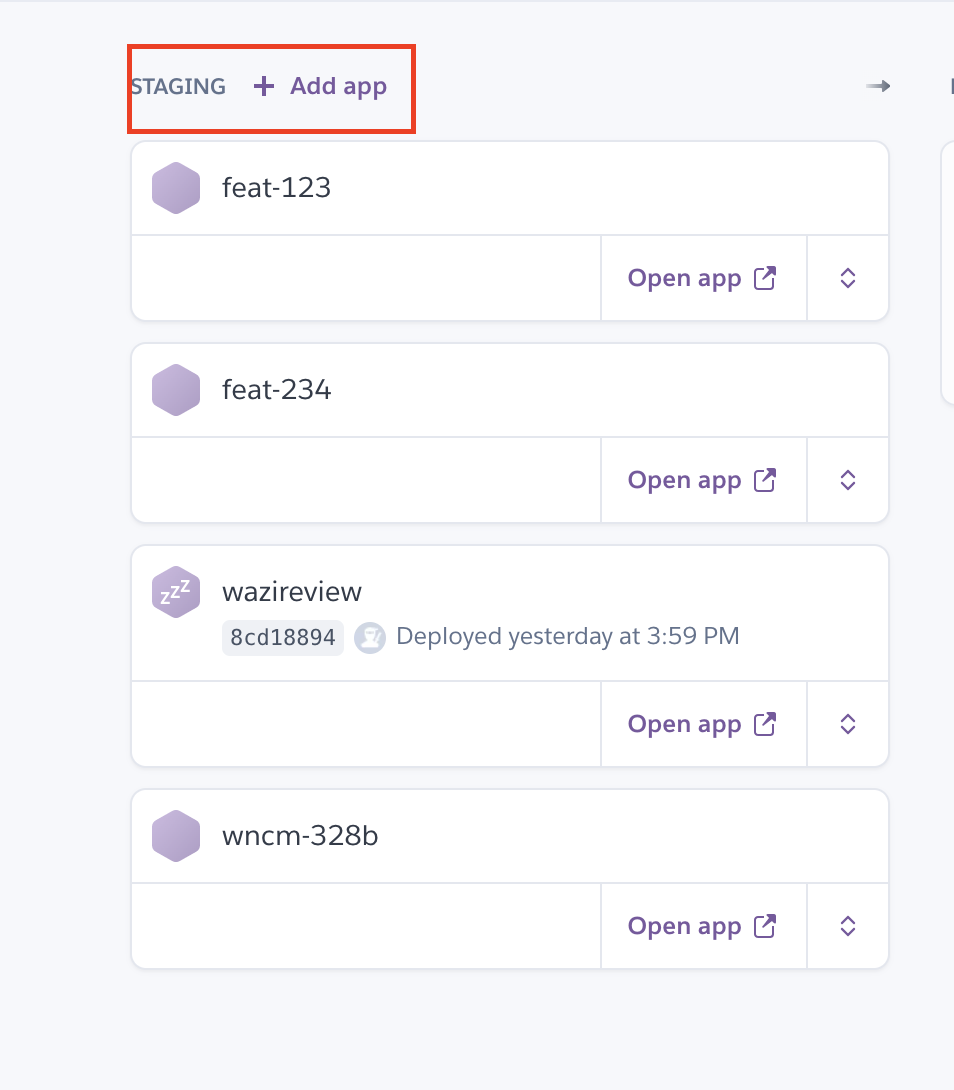 STAGING + Add app
feat-123
Open app
feat-234
Open app
zzz
wazireview
8cd18894 Deployed yesterday at 3:59 PM
Open app
wncm-328b
Open app